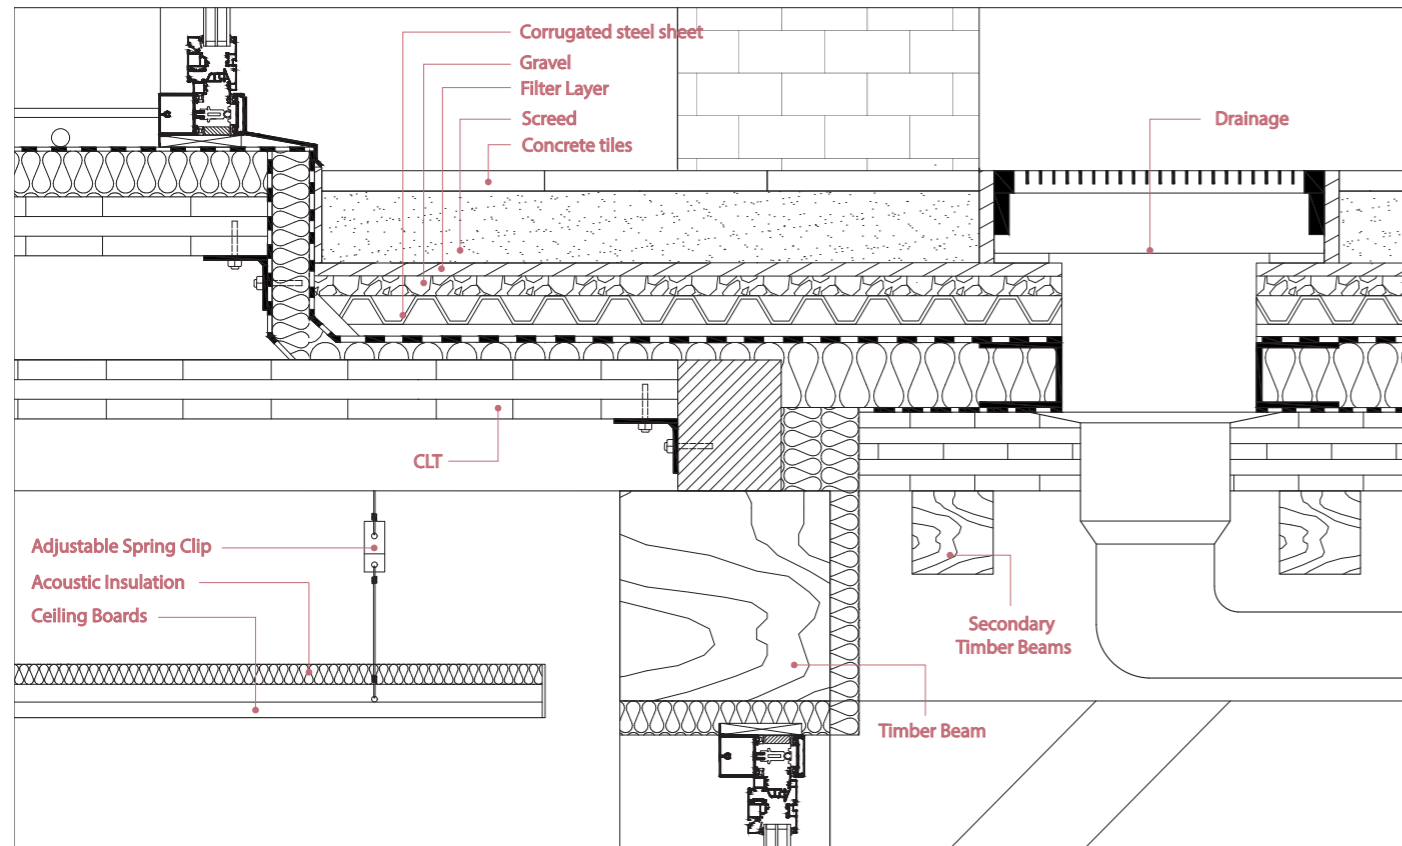 Corrugated steel sheet
Gravel
Filter Layer
Screed
Concrete tiles
Drainage
CLT
Adjustable Spring Clip
Acoustic Insulation
Ceiling Boards
Secondary
Timber Beams
Timber Beam